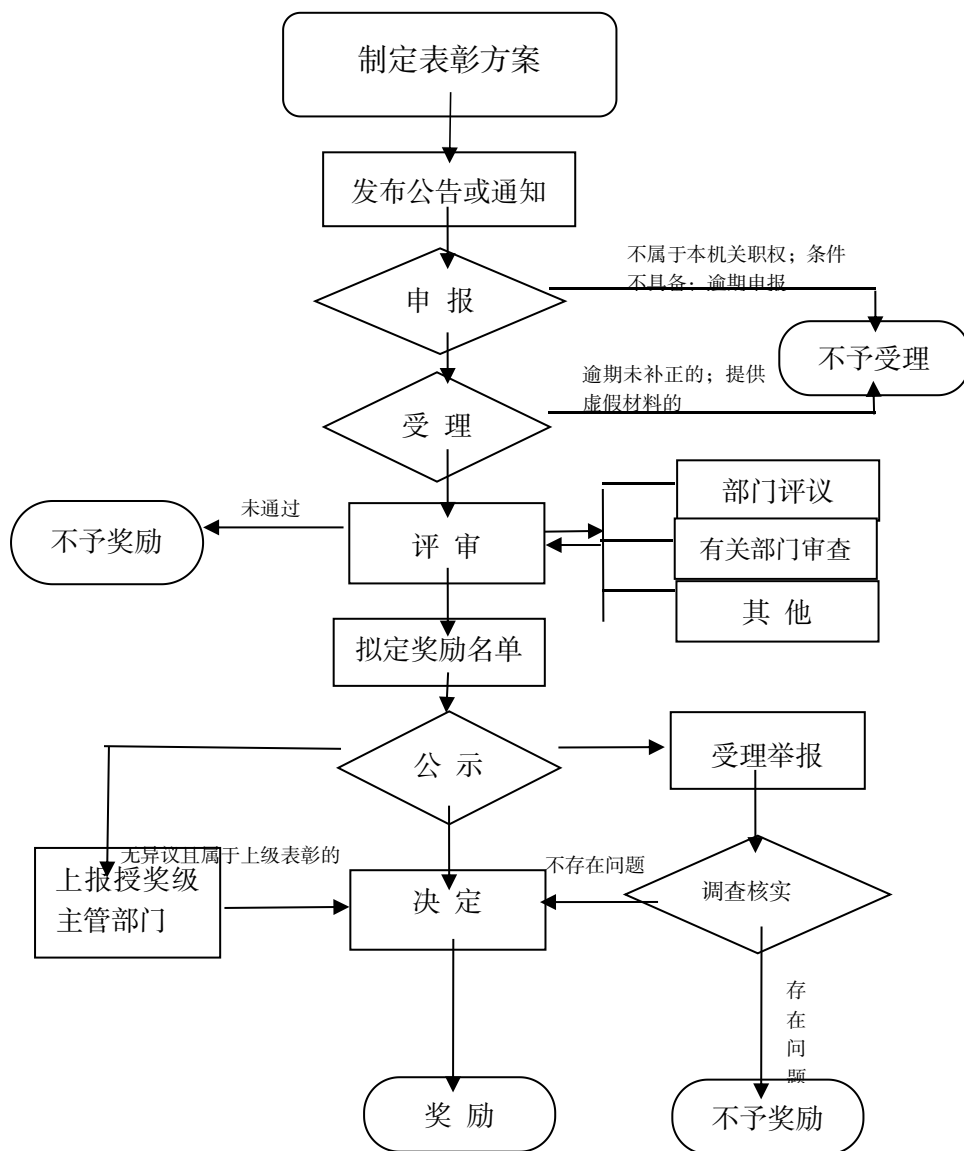 制定表彰方案
发布公告或通知
不属于本机关职权；条件
不具备；逾期申报
申 报
不予受理
逾期未补正的；提供
虚假材料的
受 理
部门评议
未通过
不予奖励
评 审
有关部门审查
其 他
拟定奖励名单
公 示
受理举报
无异议且属于上级表彰的
上报授奖级
主管部门
决 定
不存在问题
调查核实
存
在
问
题
奖 励
不予奖励